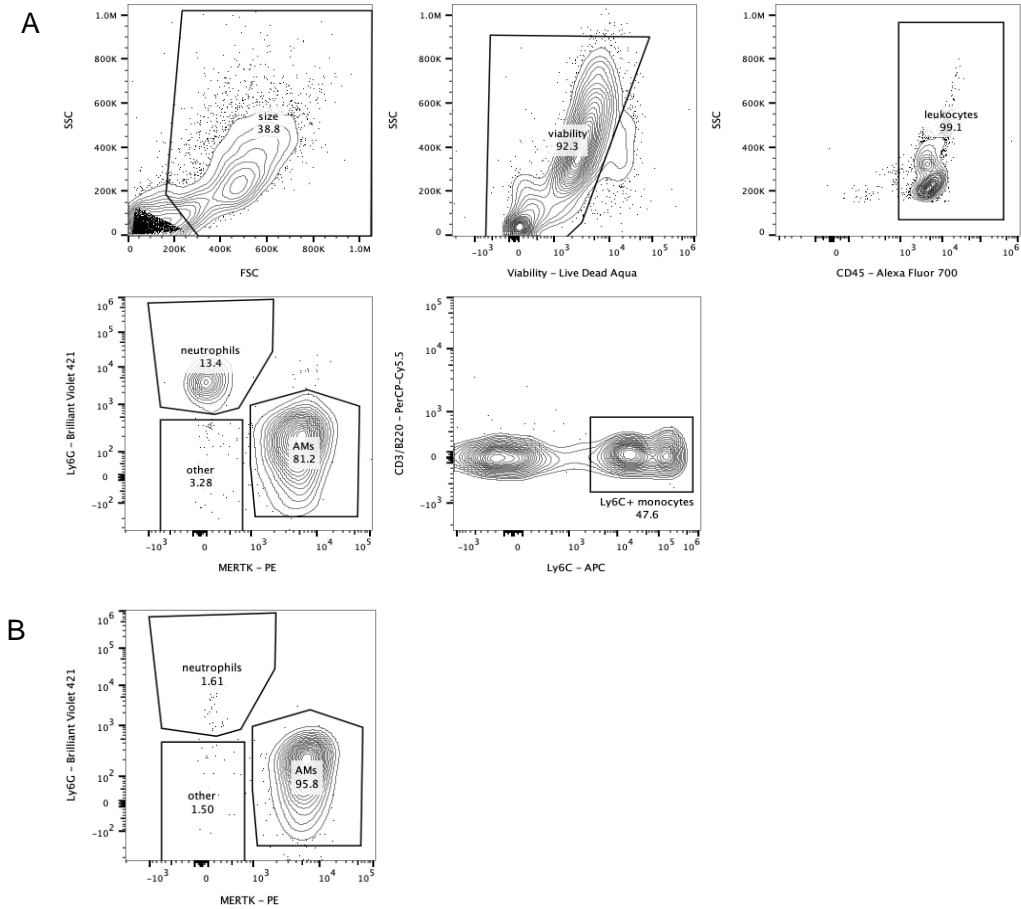 A
1.0M
800K
600K
400K
200K
0
SSC
size
38.8
0
200K
400K
600K
800K
1.0M
FSC
1.0M
800K
600K
400K
200K
0
SSC
viability
92.3
-10³
0
10³
10⁴
10⁵
10⁶
Viability – Live Dead Aqua
1.0M
800K
600K
400K
200K
0
SSC
leukocytes
99.1
0
10³
10⁴
10⁶
CD45 – Alexa Fluor 700
10⁶
10⁵
10⁴
10³
10²
0
-10²
Ly6G – Brilliant Violet 421
neutrophils
13.4
AMs
81.2
other
3.28
-10³
0
10³
10⁴
10⁵
MERTK – PE
10⁶
10⁴
10³
0
-10³
CD3/B220 – PerCP-Cy5.5
Ly6C+ monocytes
47.6
-10³
0
10³
10⁴
10⁵
10⁶
Ly6C – APC
B
10⁶
10⁵
10⁴
10³
10²
0
-10²
Ly6G – Brilliant Violet 421
neutrophils
1.61
AMs
95.8
other
1.50
-10³
0
10³
10⁴
10⁵
MERTK – PE